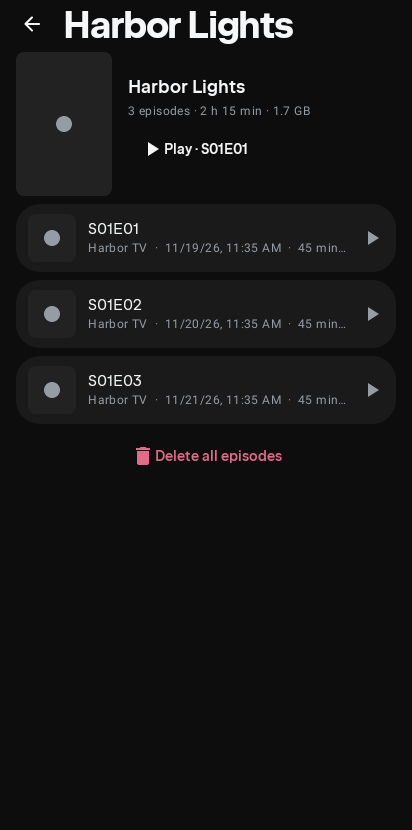 Harbor Lights
Harbor Lights
3 episodes · 2 h 15 min · 1.7 GB
Play · S01E01
S01E01
Harbor TV · 11/19/26, 11:35 AM · 45 min…
S01E02
Harbor TV · 11/20/26, 11:35 AM · 45 min…
S01E03
Harbor TV · 11/21/26, 11:35 AM · 45 min…
Delete all episodes